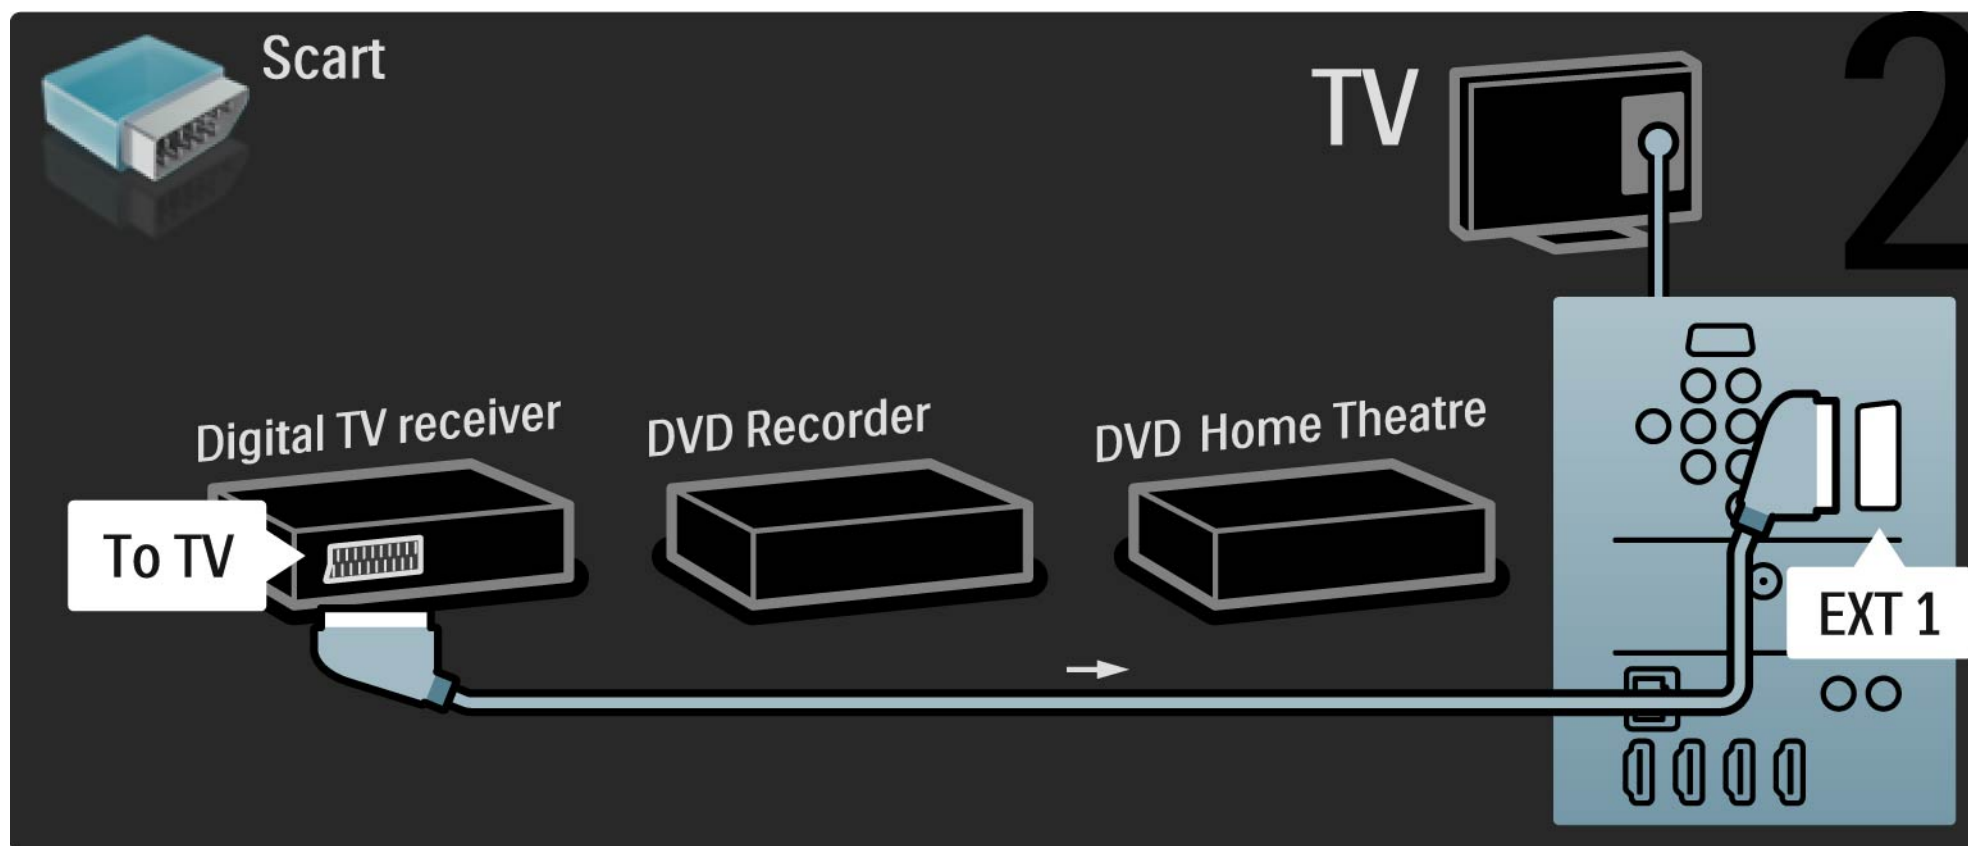 Scart
TV
2
Digital TV receiver
DVD Recorder
DVD Home Theatre
To TV
EXT 1